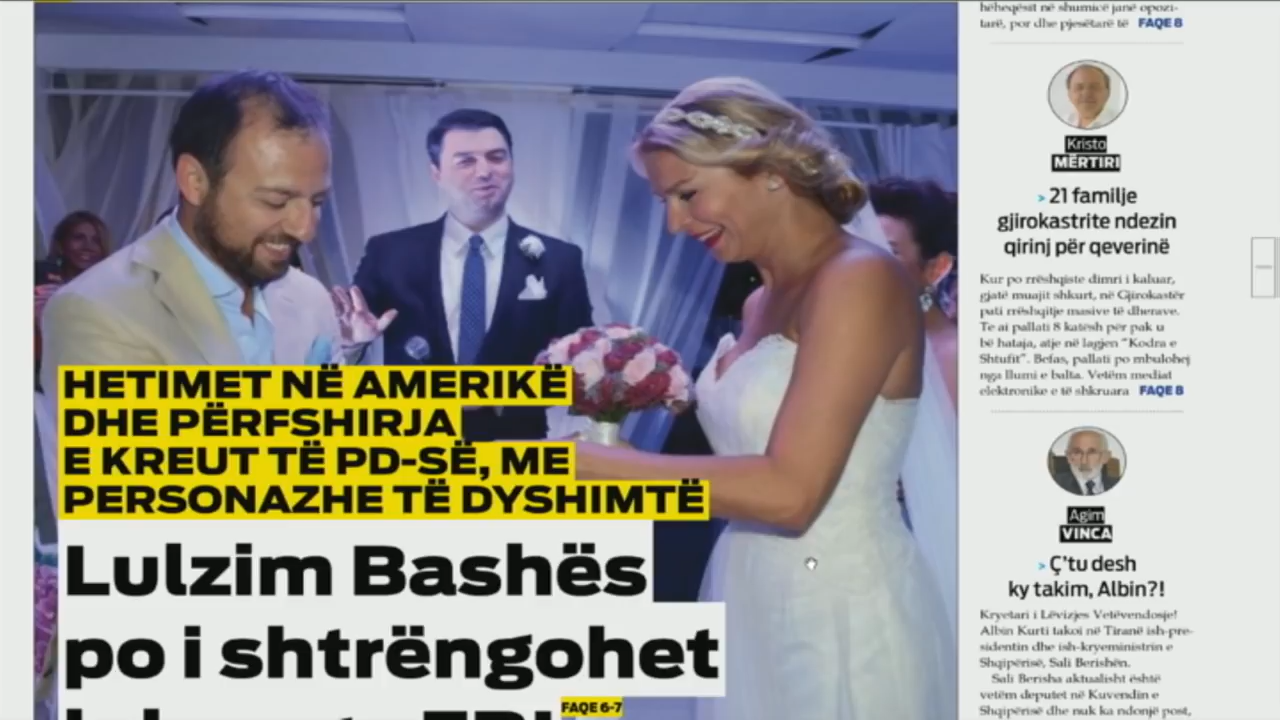 HETIMET NË AMERIKË
DHE PËRFSHIRJA
E KREUT TË PD-SË, ME
PERSONAZHE TË DYSHIMTË
Lulzim Bashës
po i shtrëngohet
FAQE 6-7
hëheqësit në shumicë janë opozi-
tarë, por dhe pjesëtarë të FAQE 8
Kristo
MËRTIRI
> 21 familje
gjirokastrite ndezin
qirinj për qeverinë
Kur po rrëshqiste dimri i kaluar,
gjatë muajit shkurt, në Gjirokastër
pati rrëshqitje masive të dherave.
Te ai pallati 8 katësh për pak u
bë hataja, atje në lagjen “Kodra e
Shtufit”. Befas, pallati po mbulohej
nga llumi e balta. Vetëm mediat
elektronike e të shkruara FAQE 8
Agim
VINCA
> Ç’tu desh
ky takim, Albin?!
Kryetari i Lëvizjes Vetëvendosje!
Albin Kurti takoi në Tiranë ish-pre-
sidentin dhe ish-kryeministrin e
Shqipërisë, Sali Berishën.
Sali Berisha aktualisht është
vetëm deputet në Kuvendin e
Shqipërisë dhe nuk ka ndonjë post,